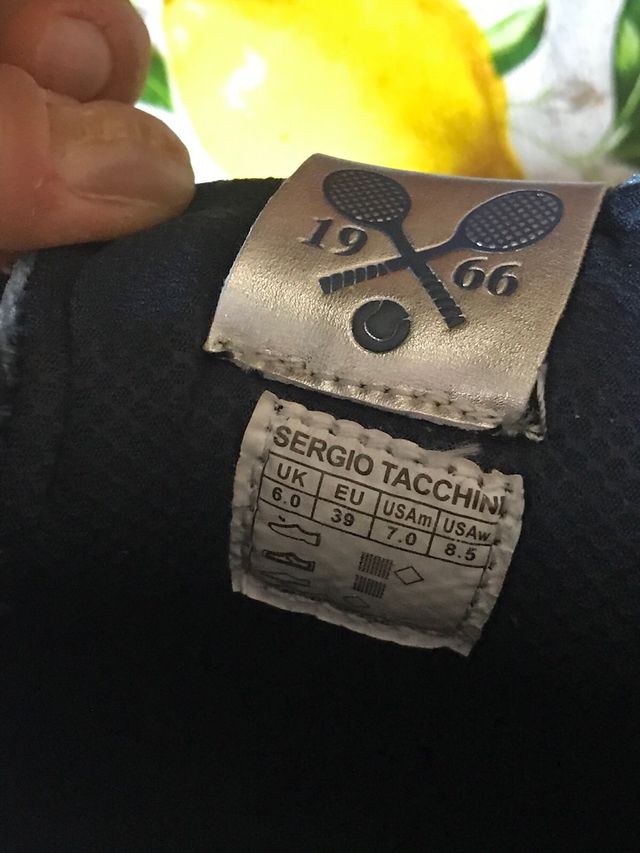 19 66
SERGIO TACCHINI
UK EU USAm USAw
6.0 39 7.0 8.5